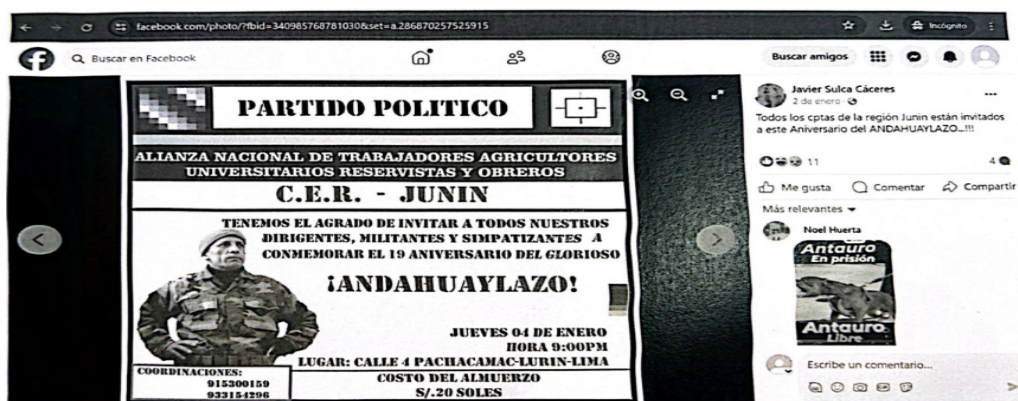 facebook.com/photo/?fbid=340985768781030&set=a.286870257525915
Incógnito
Buscar en Facebook
Buscar amigos
PARTIDO POLITICO
ALIANZA NACIONAL DE TRABAJADORES AGRICULTORES
UNIVERSITARIOS RESERVISTAS Y OBREROS
C.E.R. - JUNIN
TENEMOS EL AGRADO DE INVITAR A TODOS NUESTROS
DIRIGENTES, MILITANTES Y SIMPATIZANTES A
CONMEMORAR EL 19 ANIVERSARIO DEL GLORIOSO
¡ANDAHUAYLAZO!
JUEVES 04 DE ENERO
HORA 9:00PM
LUGAR: CALLE 4 PACHACAMAC-LURIN-LIMA
COORDINACIONES:
915300159
933154296
COSTO DEL ALMUERZO
S/.20 SOLES
Javier Sulca Cáceres
2 de enero
Todos los cptas de la región Junin están invitados
a este Aniversario del ANDAHUAYLAZO...!!!
11
4
Me gusta
Comentar
Compartir
Más relevantes
Noel Huerta
Antauro
En prisión
Antauro
Libre
Escribe un comentario...